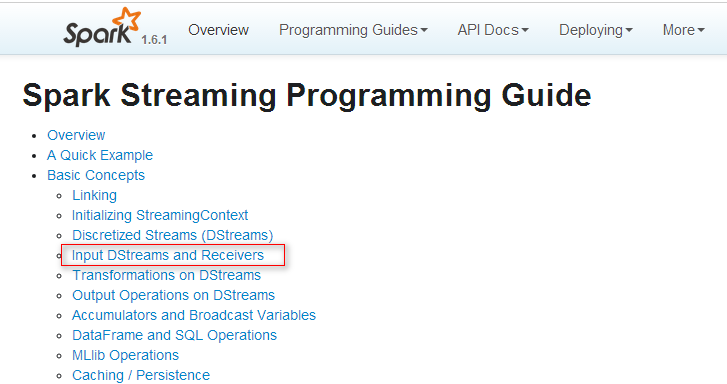 Spark 1.6.1 Overview Programming Guides API Docs Deploying More
Spark Streaming Programming Guide
Overview
A Quick Example
Basic Concepts
Linking
Initializing StreamingContext
Discretized Streams (DStreams)
Input DStreams and Receivers
Transformations on DStreams
Output Operations on DStreams
Accumulators and Broadcast Variables
DataFrame and SQL Operations
MLlib Operations
Caching / Persistence